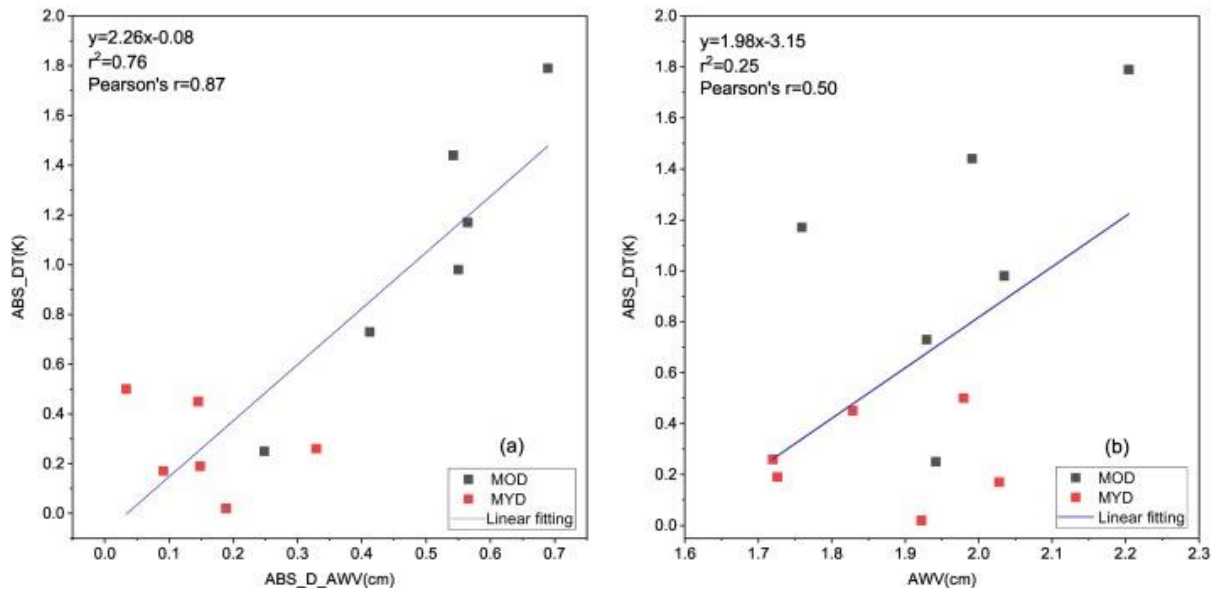 y=2.26x-0.08
r²=0.76
Pearson's r=0.87
2.0
1.8
1.6
1.4
1.2
1.0
0.8
0.6
0.4
0.2
0.0
ABS_DT(K)
(a)
MOD
MYD
Linear fitting
0.0 0.1 0.2 0.3 0.4 0.5 0.6 0.7
ABS_D_AWV(cm)
y=1.98x-3.15
r²=0.25
Pearson's r=0.50
2.0
1.8
1.6
1.4
1.2
1.0
0.8
0.6
0.4
0.2
0.0
ABS_DT(K)
(b)
MOD
MYD
Linear fitting
1.6 1.7 1.8 1.9 2.0 2.1 2.2 2.3
AWV(cm)